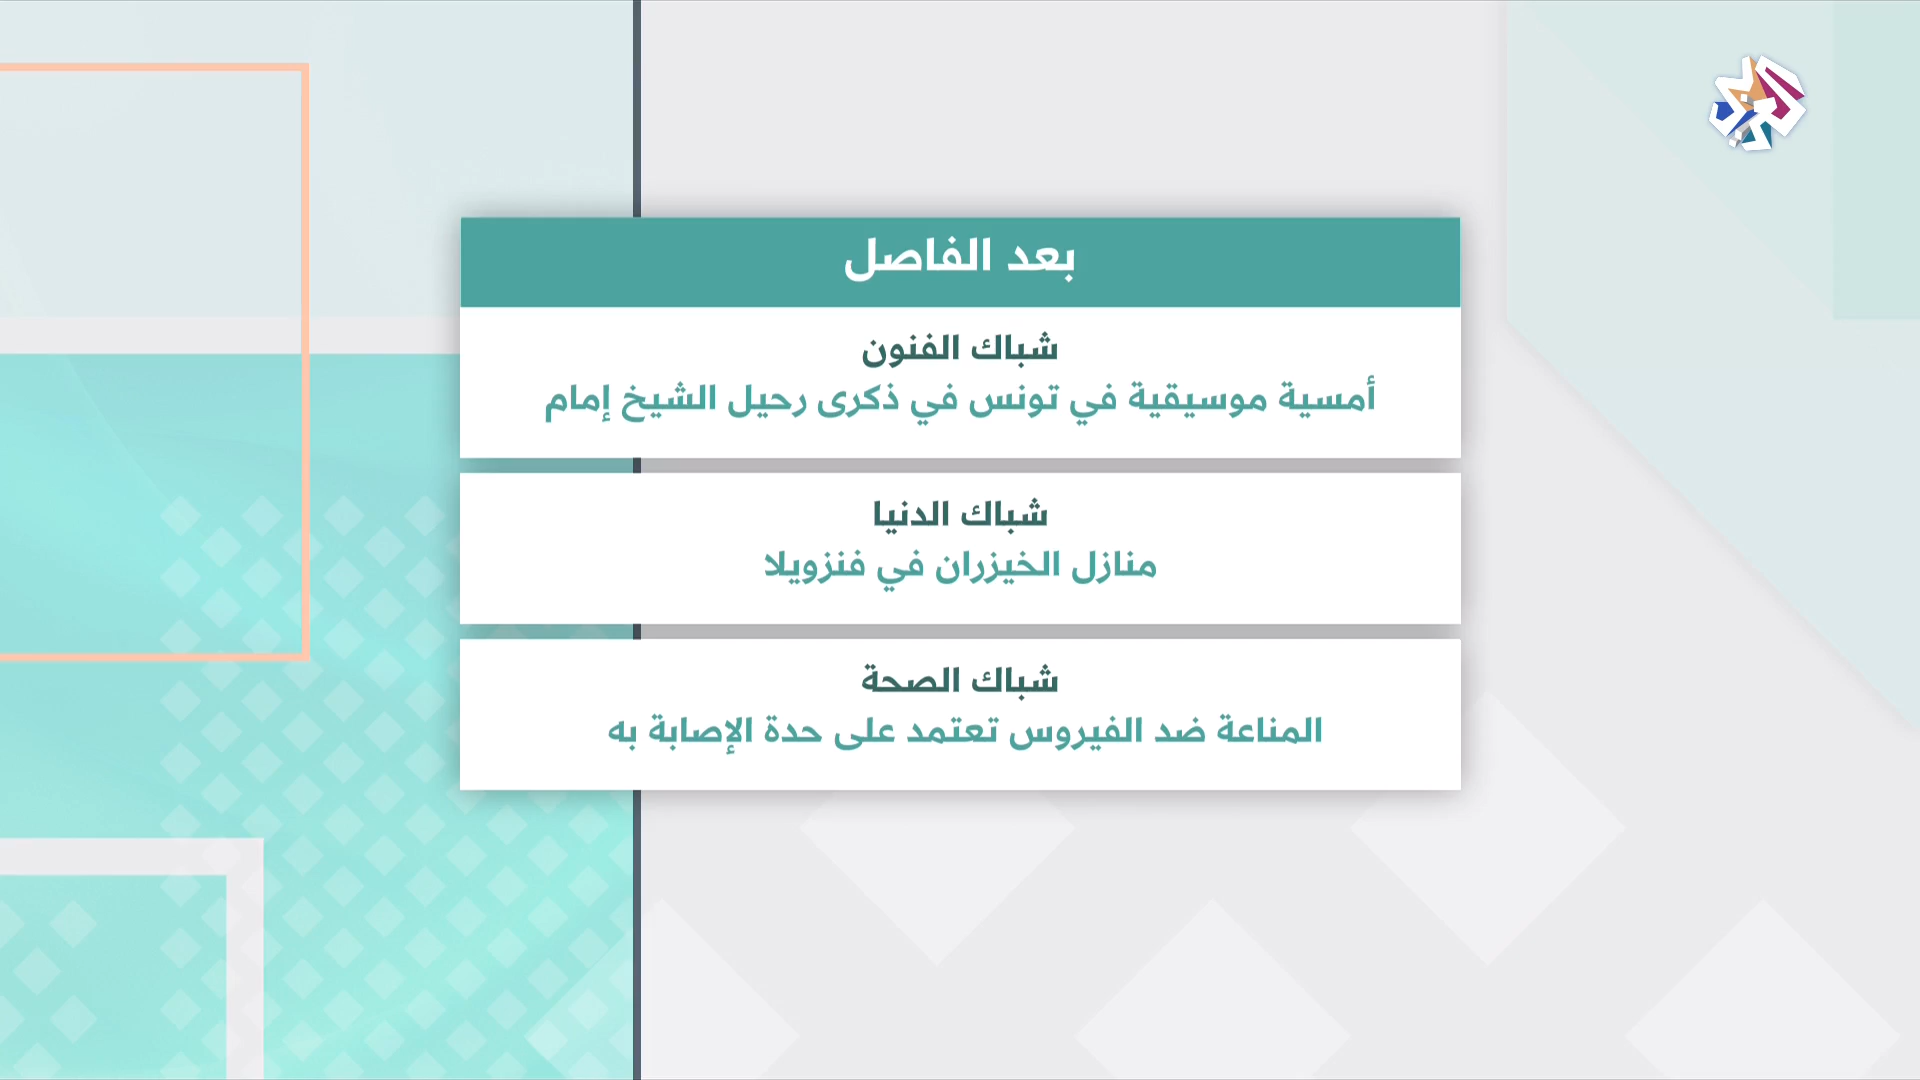 بعد الفاصل
شباك الفنون
أمسية موسيقية في تونس في ذكرى رحيل الشيخ إمام
شباك الدنيا
منازل الخيزران في فنزويلا
شباك الصحة
المناعة ضد الفيروس تعتمد على حدة الإصابة به